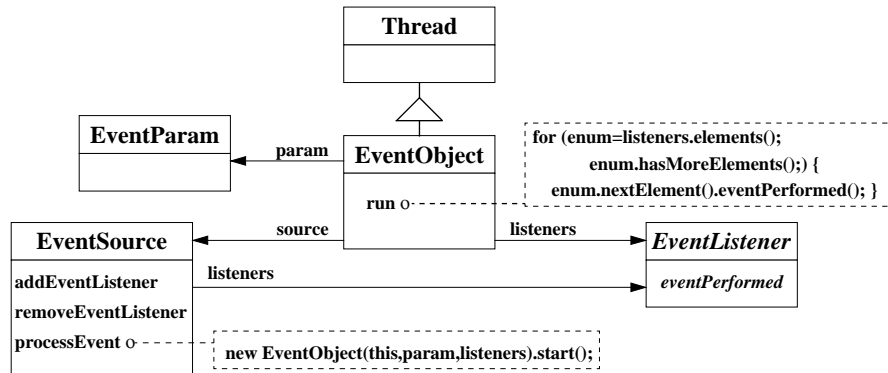 Thread
EventParam
param
EventObject
run
for (enum=listeners.elements();
enum.hasMoreElements();) {
enum.nextElement().eventPerformed(); }
source
listeners
EventSource
addEventListener
removeEventListener
processEvent
listeners
EventListener
eventPerformed
new EventObject(this,param,listeners).start();